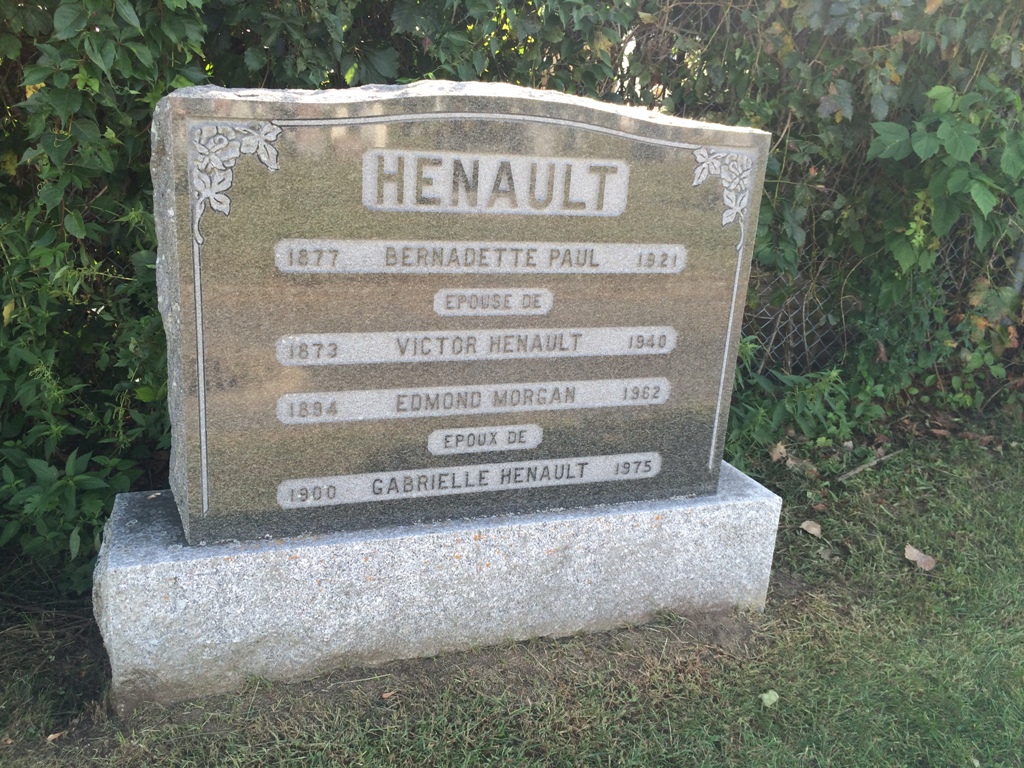 HENAULT
1877 BERNADETTE PAUL 1921
EPOUSE DE
1873 VICTOR HENAULT 1940
1894 EDMOND MORGAN 1962
EPOUX DE
1900 GABRIELLE HENAULT 1975